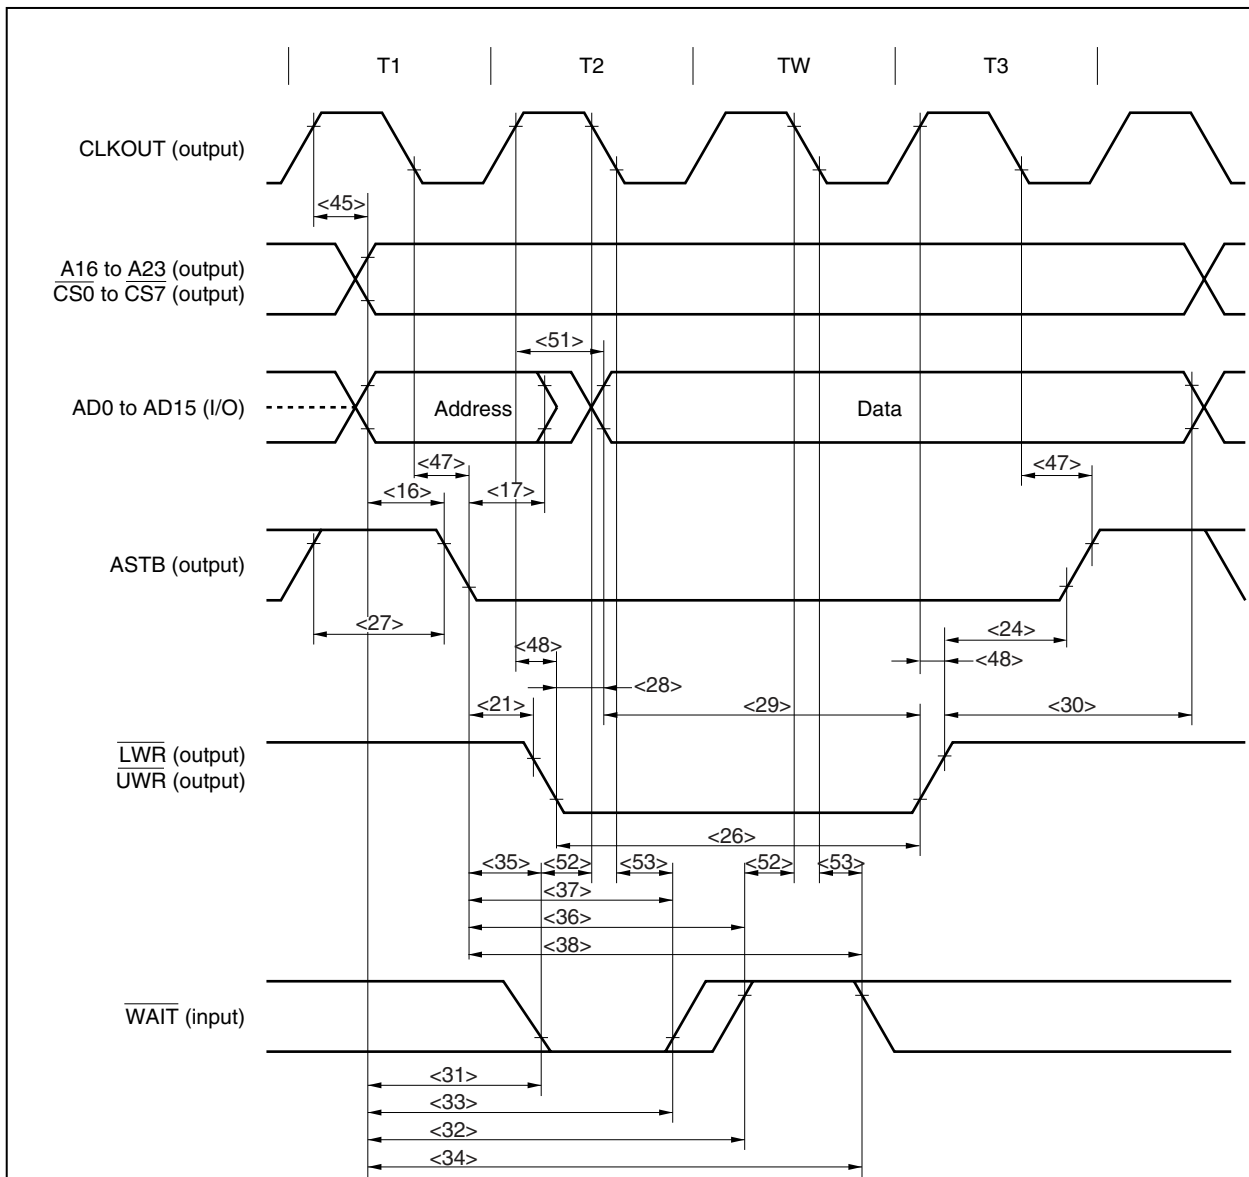 T1 T2 TW T3
CLKOUT (output)
<45>
A16 to A23 (output)
CS0 to CS7 (output)
<51>
AD0 to AD15 (I/O) Address Data
<47> <47>
<16> <17>
ASTB (output)
<27> <24>
<48> <48>
<28>
<21> <29> <30>
LWR (output)
UWR (output)
<26>
<35> <52> <53> <52> <53>
<37>
<36>
<38>
WAIT (input)
<31>
<33>
<32>
<34>